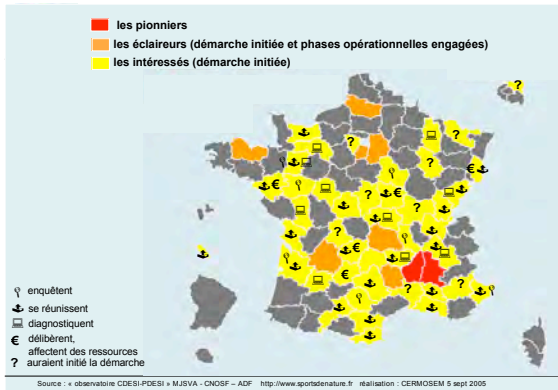 les pionniers
les éclaireurs (démarche initiée et phases opérationnelles engagées)
les intéressés (démarche initiée)
enquêtent
se réunissent
diagnostiquent
€ délibèrent,
affectent des ressources
? auraient initié la démarche
Source : « observatoire CDESI-PDESI » MJSVA - CNOSF – ADF http://www.sportsdenature.fr réalisation : CERMOSEM 5 sept 2005